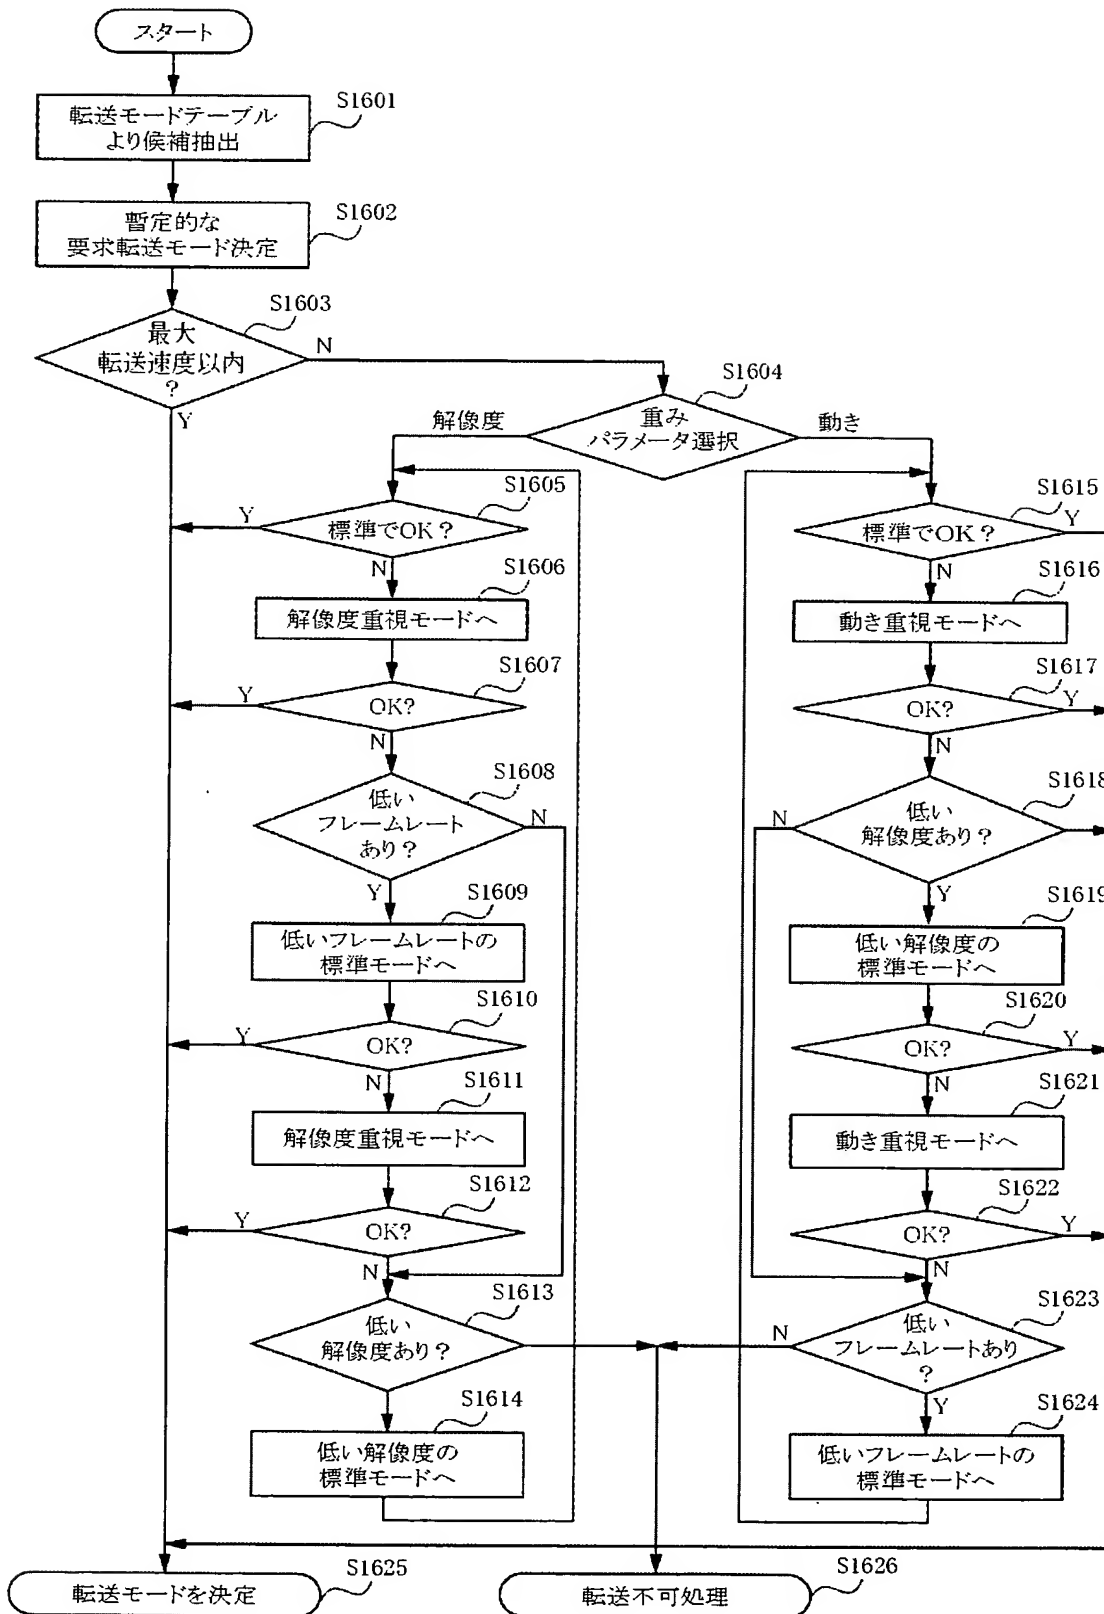 スタート
S1601
転送モードテーブル
より候補抽出
S1602
暫定的な
要求転送モード決定
S1603
最大
転送速度以内
?
N
Y
S1604
重み
パラメータ選択
解像度
動き
S1605
標準でOK?
Y
N
S1606
解像度重視モードへ
S1607
OK?
Y
N
S1608
低い
フレームレート
あり?
N
Y
S1609
低いフレームレートの
標準モードへ
S1610
OK?
Y
N
S1611
解像度重視モードへ
S1612
OK?
Y
N
S1613
低い
解像度あり?
S1614
低い解像度の
標準モードへ
S1615
標準でOK?
Y
N
S1616
動き重視モードへ
S1617
OK?
Y
N
S1618
低い
解像度あり?
N
Y
S1619
低い解像度の
標準モードへ
S1620
OK?
Y
N
S1621
動き重視モードへ
S1622
OK?
Y
N
S1623
低い
フレームレートあり
?
N
Y
S1624
低いフレームレートの
標準モードへ
S1625
転送モードを決定
S1626
転送不可処理